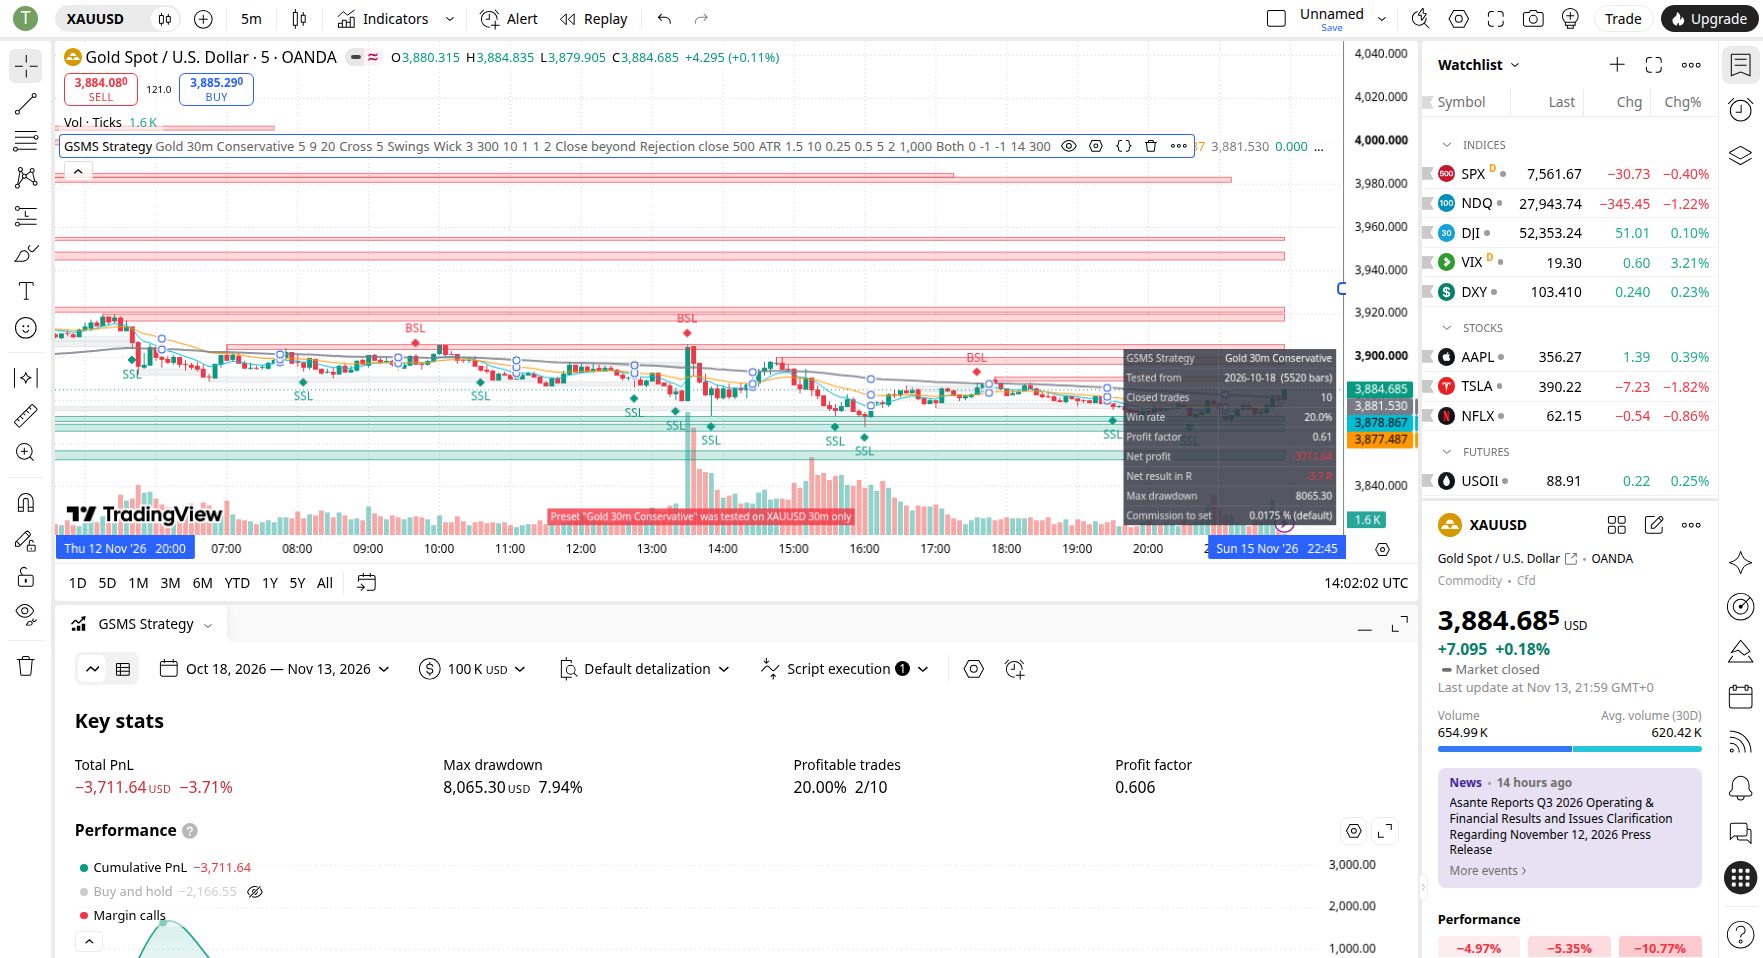 T
XAUUSD
5m
Indicators
Alert
Replay
Unnamed
Save
Trade
Upgrade
Gold Spot / U.S. Dollar · 5 · OANDA
O3,880.315 H3,884.835 L3,879.905 C3,884.685 +4.295 (+0.11%)
3,884.080
SELL
121.0
3,885.290
BUY
Vol · Ticks 1.6 K
GSMS Strategy Gold 30m Conservative 5 9 20 Cross 5 Swings Wick 3 300 10 1 1 2 Close beyond Rejection close 500 ATR 1.5 10 0.25 0.5 5 2 1,000 Both 0 -1 -1 14 300
3,881.530 0.000 ...
4,040.000
4,020.000
4,000.000
3,980.000
3,960.000
3,940.000
3,920.000
3,900.000
3,884.685
3,881.530
3,878.867
3,877.487
3,840.000
1.6 K
BSL
BSL
BSL
SSL
SSL
SSL
SSL
SSL
SSL
SSL
SSL
SSL
GSMS Strategy Gold 30m Conservative
Tested from 2026-10-18 (5520 bars)
Closed trades 10
Win rate 20.0%
Profit factor 0.61
Net profit -3711.64
Net result in R -3.7 R
Max drawdown 8065.30
Commission to set 0.0175 % (default)
TradingView
Preset "Gold 30m Conservative" was tested on XAUUSD 30m only
Thu 12 Nov '26 20:00
07:00
08:00
09:00
10:00
11:00
12:00
13:00
14:00
15:00
16:00
17:00
18:00
19:00
20:00
Sun 15 Nov '26 22:45
1D 5D 1M 3M 6M YTD 1Y 5Y All
14:02:02 UTC
GSMS Strategy
Oct 18, 2026 — Nov 13, 2026
100 K USD
Default detalization
Script execution 1
Key stats
Total PnL
−3,711.64 USD −3.71%
Max drawdown
8,065.30 USD 7.94%
Profitable trades
20.00% 2/10
Profit factor
0.606
Performance ?
Cumulative PnL −3,711.64
Buy and hold −2,166.55
Margin calls
3,000.00
2,000.00
1,000.00
Watchlist
Symbol Last Chg Chg%
INDICES
500 SPX D 7,561.67 −30.73 −0.40%
100 NDQ 27,943.74 −345.45 −1.22%
30 DJI 52,353.24 51.01 0.10%
VIX D 19.30 0.60 3.21%
$ DXY 103.410 0.240 0.23%
STOCKS
AAPL 356.27 1.39 0.39%
TSLA 390.22 −7.23 −1.82%
NFLX 62.15 −0.54 −0.86%
FUTURES
USOIL 88.91 0.22 0.25%
XAUUSD
Gold Spot / U.S. Dollar · OANDA
Commodity · Cfd
3,884.685 USD
+7.095 +0.18%
Market closed
Last update at Nov 13, 21:59 GMT+0
Volume
654.99 K
Avg. volume (30D)
620.42 K
News · 14 hours ago
Asante Reports Q3 2026 Operating &
Financial Results and Issues Clarification
Regarding November 12, 2026 Press
Release
More events
Performance
−4.97%
−5.35%
−10.77%